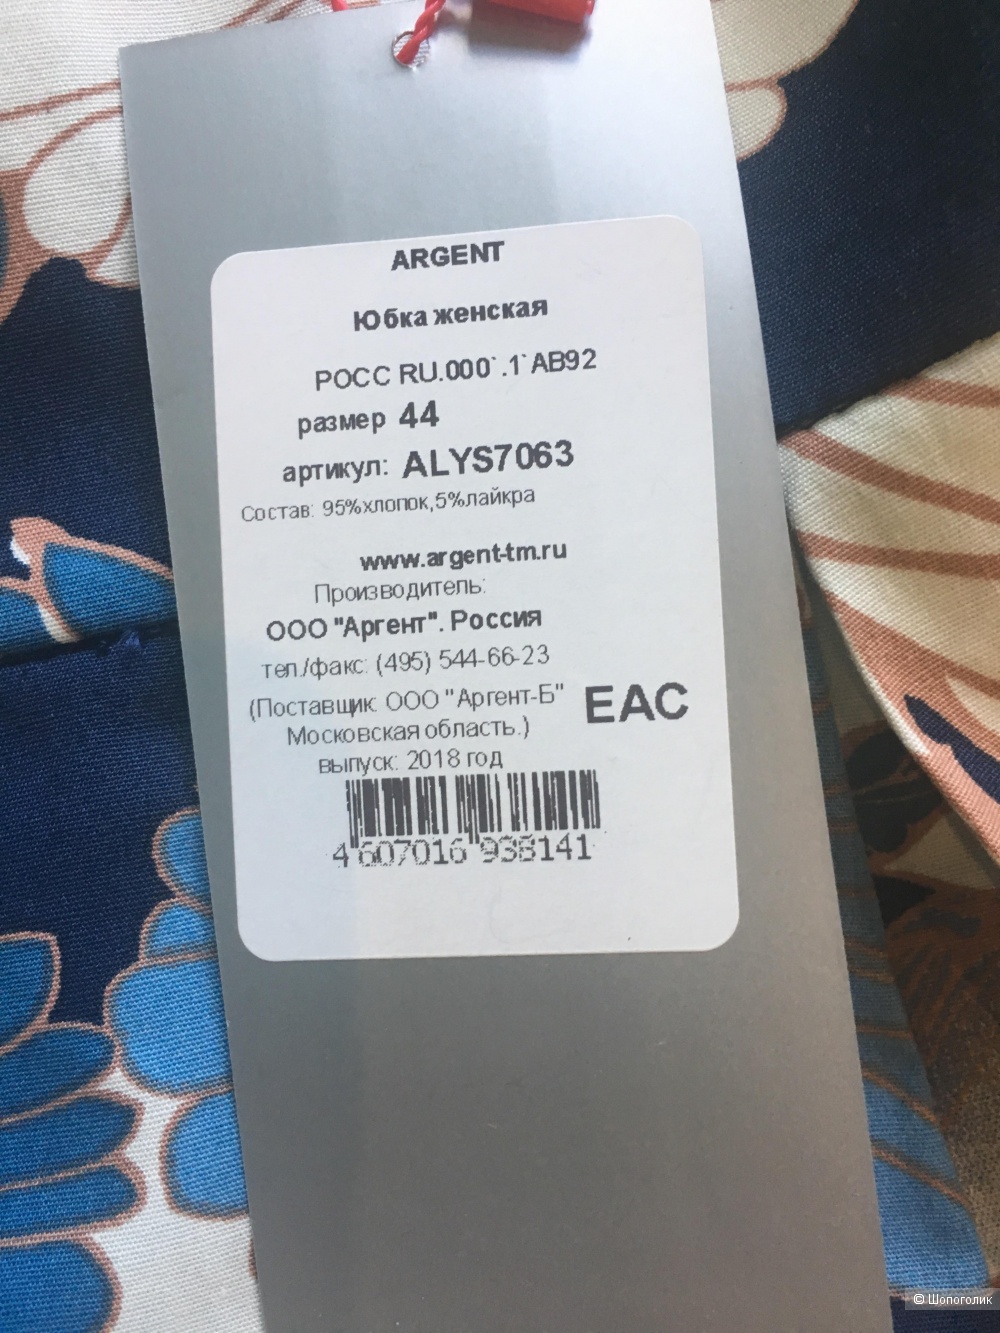 ARGENT
Юбка женская
РОСС RU.000`.1`АВ92
размер 44
артикул: ALYS7063
Состав: 95%хлопок,5%лайкра
www.argent-tm.ru
Производитель:
ООО "Аргент". Россия
тел./факс: (495) 544-66-23
(Поставщик: ООО "Аргент-Б"
Московская область.)
EAC
выпуск: 2018 год
4 607016 938141
© Шопоголик